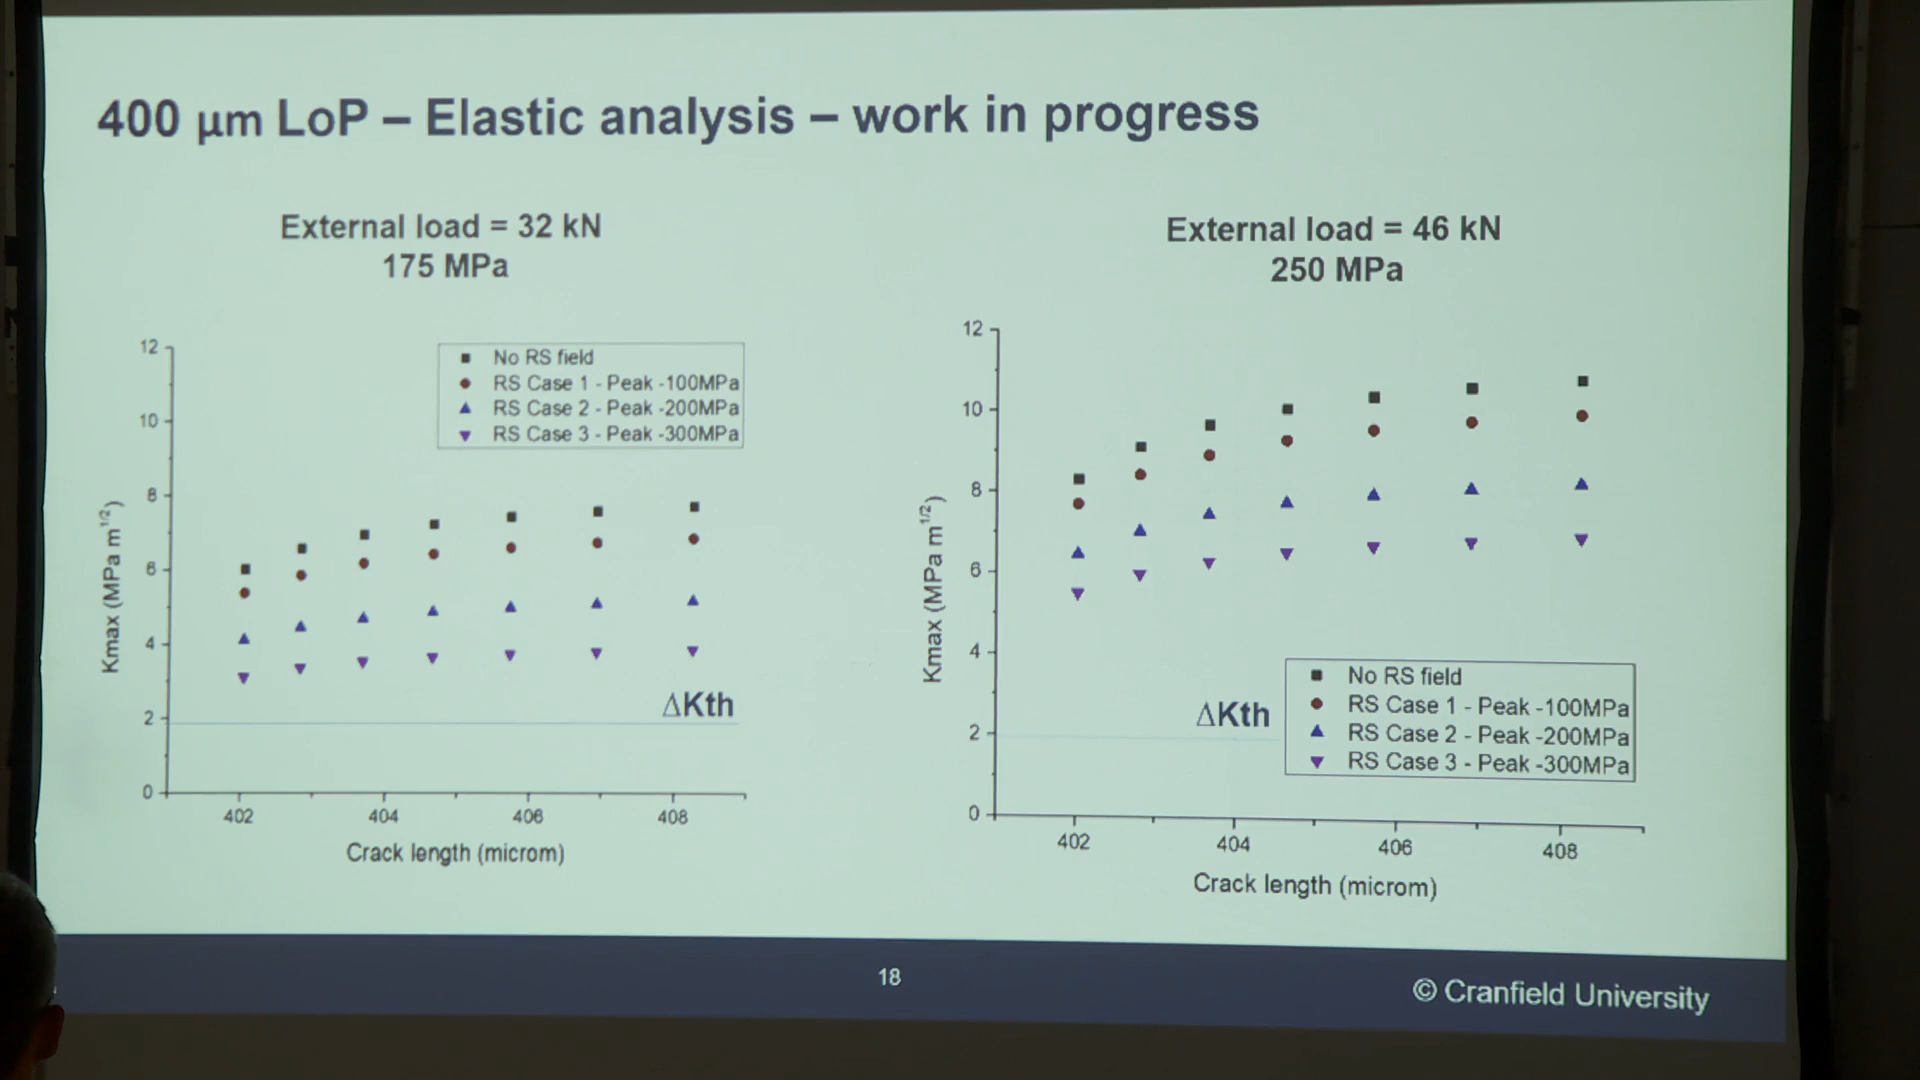 400 µm LoP – Elastic analysis – work in progress
External load = 32 kN
175 MPa
12
10
8
6
4
2
0
Kmax (MPa m^1/2)
No RS field
RS Case 1 - Peak -100MPa
RS Case 2 - Peak -200MPa
RS Case 3 - Peak -300MPa
ΔKth
402 404 406 408
Crack length (microm)
External load = 46 kN
250 MPa
12
10
8
6
4
2
0
Kmax (MPa m^1/2)
ΔKth
No RS field
RS Case 1 - Peak -100MPa
RS Case 2 - Peak -200MPa
RS Case 3 - Peak -300MPa
402 404 406 408
Crack length (microm)
18
© Cranfield University